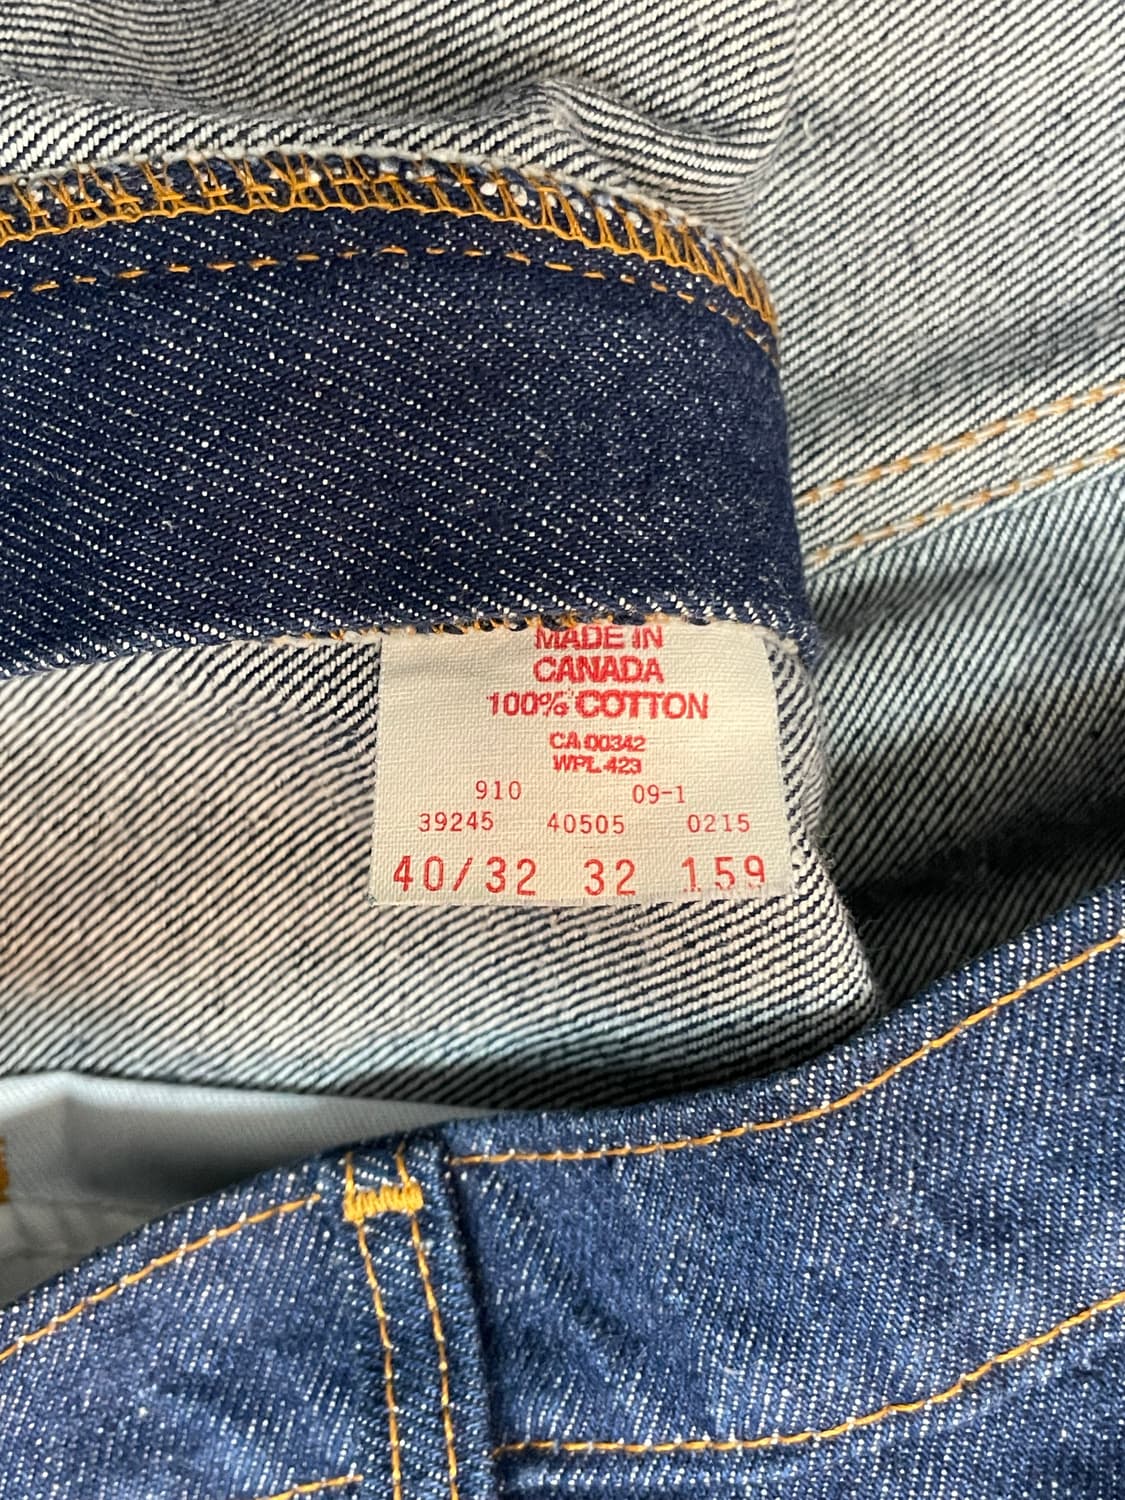 MADE IN
CANADA
100% COTTON
CA 00342
WPL 423
910 09-1
39245 40505 0215
40/32 32 159